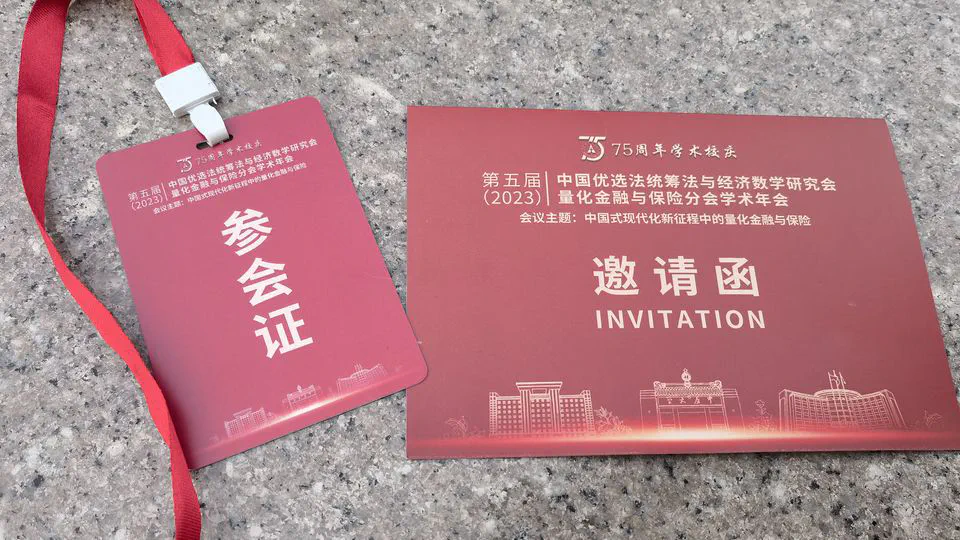 75周年学术校庆
第五届
(2023)
中国优选法统筹法与经济数学研究会
量化金融与保险分会学术年会
会议主题：中国式现代化新征程中的量化金融与保险
参会证
75周年学术校庆
第五届
(2023)
中国优选法统筹法与经济数学研究会
量化金融与保险分会学术年会
会议主题：中国式现代化新征程中的量化金融与保险
邀请函
INVITATION